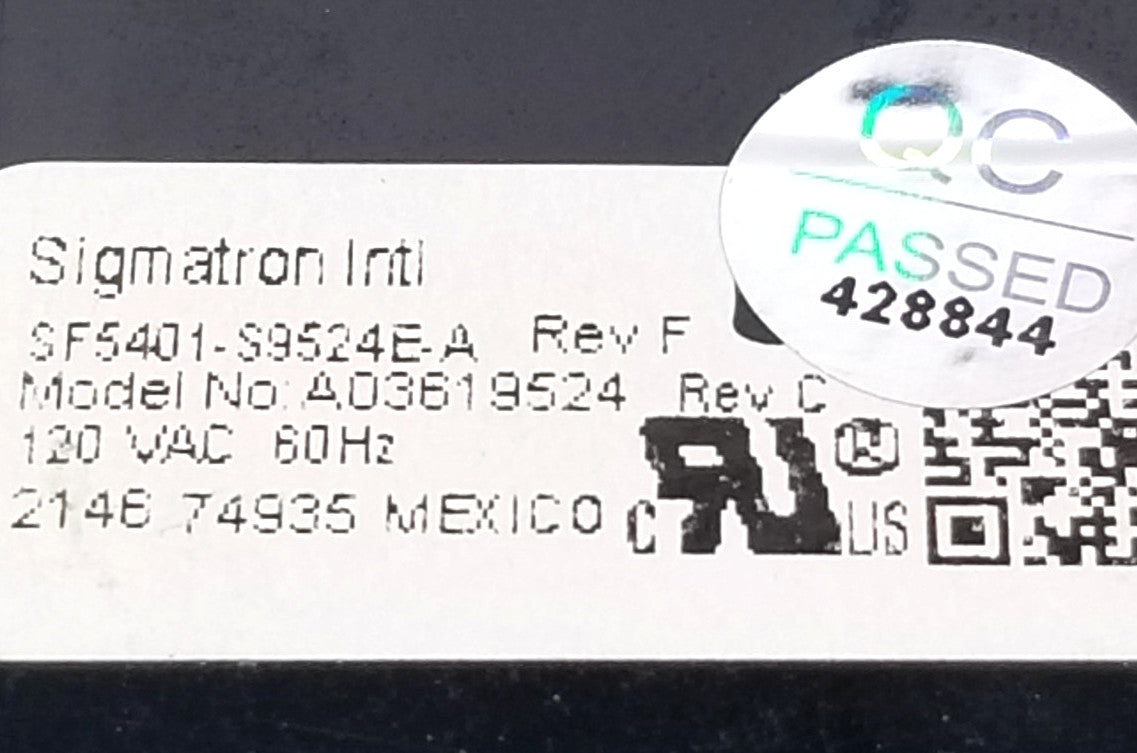 QC
PASSED
428844
Sigmatron Intl
SF5401-S9524E-A Rev F
Model No: A03619524 Rev C
120 VAC 60Hz
2146 74935 MEXICO
c RU ® US